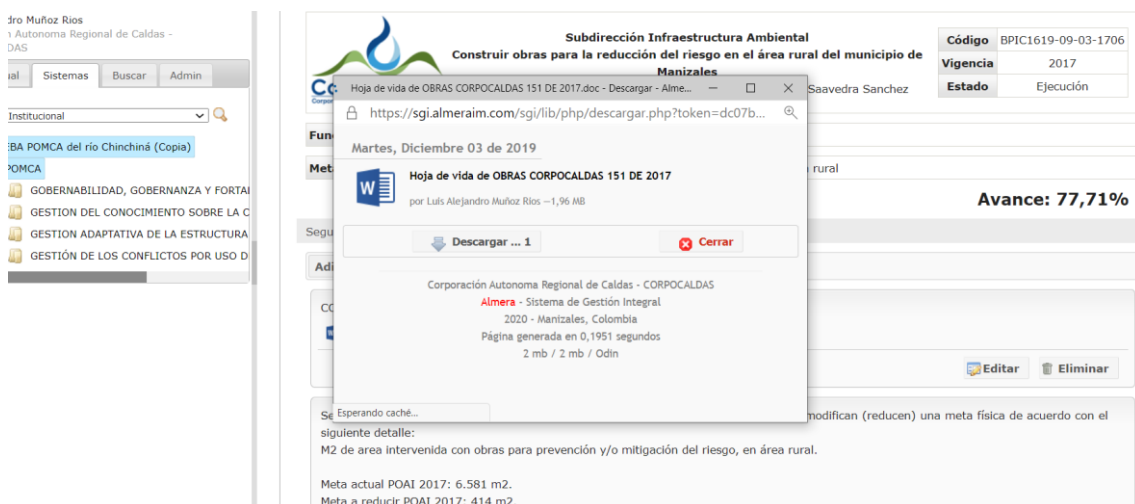 dro Muñoz Rios
n Autonoma Regional de Caldas -
DAS
ual Sistemas Buscar Admin
Institucional
EBA POMCA del río Chinchiná (Copia)
POMCA
GOBERNABILIDAD, GOBERNANZA Y FORTAI
GESTION DEL CONOCIMIENTO SOBRE LA C
GESTION ADAPTATIVA DE LA ESTRUCTURA
GESTIÓN DE LOS CONFLICTOS POR USO D
Subdirección Infraestructura Ambiental
Construir obras para la reducción del riesgo en el área rural del municipio de
Manizales
Saavedra Sanchez
Código BPIC1619-09-03-1706
Vigencia 2017
Estado Ejecución
Fun
Met
rural
Avance: 77,71%
Segu
Adi
CO
Hoja de vida de OBRAS CORPOCALDAS 151 DE 2017.doc - Descargar - Alme...
https://sgi.almeraim.com/sgi/lib/php/descargar.php?token=dc07b...
Martes, Diciembre 03 de 2019
Hoja de vida de OBRAS CORPOCALDAS 151 DE 2017
por Luis Alejandro Muñoz Rios —1,96 MB
Descargar ... 1 Cerrar
Corporación Autonoma Regional de Caldas - CORPOCALDAS
Almera - Sistema de Gestión Integral
2020 - Manizales, Colombia
Página generada en 0,1951 segundos
2 mb / 2 mb / Odin
Esperando caché...
Editar Eliminar
Se modifican (reducen) una meta física de acuerdo con el
siguiente detalle:
M2 de area intervenida con obras para prevención y/o mitigación del riesgo, en área rural.
Meta actual POAI 2017: 6.581 m2.
Meta a reducir POAI 2017: 414 m2.